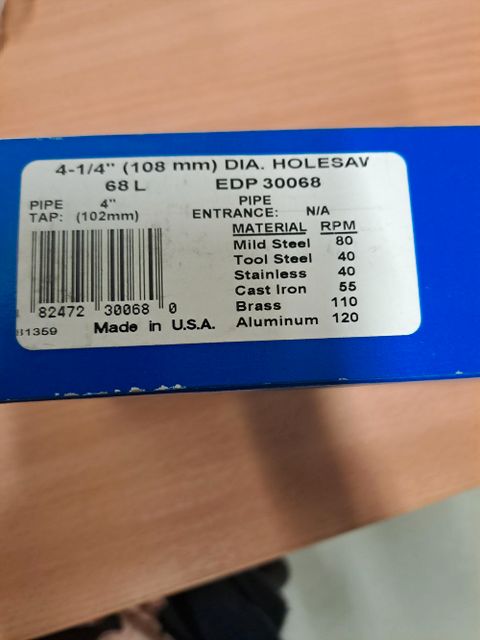 4-1/4" (108 mm) DIA. HOLESAV
68 L EDP 30068
PIPE 4" PIPE
TAP: (102mm) ENTRANCE: N/A
MATERIAL RPM
Mild Steel 80
Tool Steel 40
Stainless 40
Cast Iron 55
Brass 110
Aluminum 120
82472 30068 0
81359 Made in U.S.A.